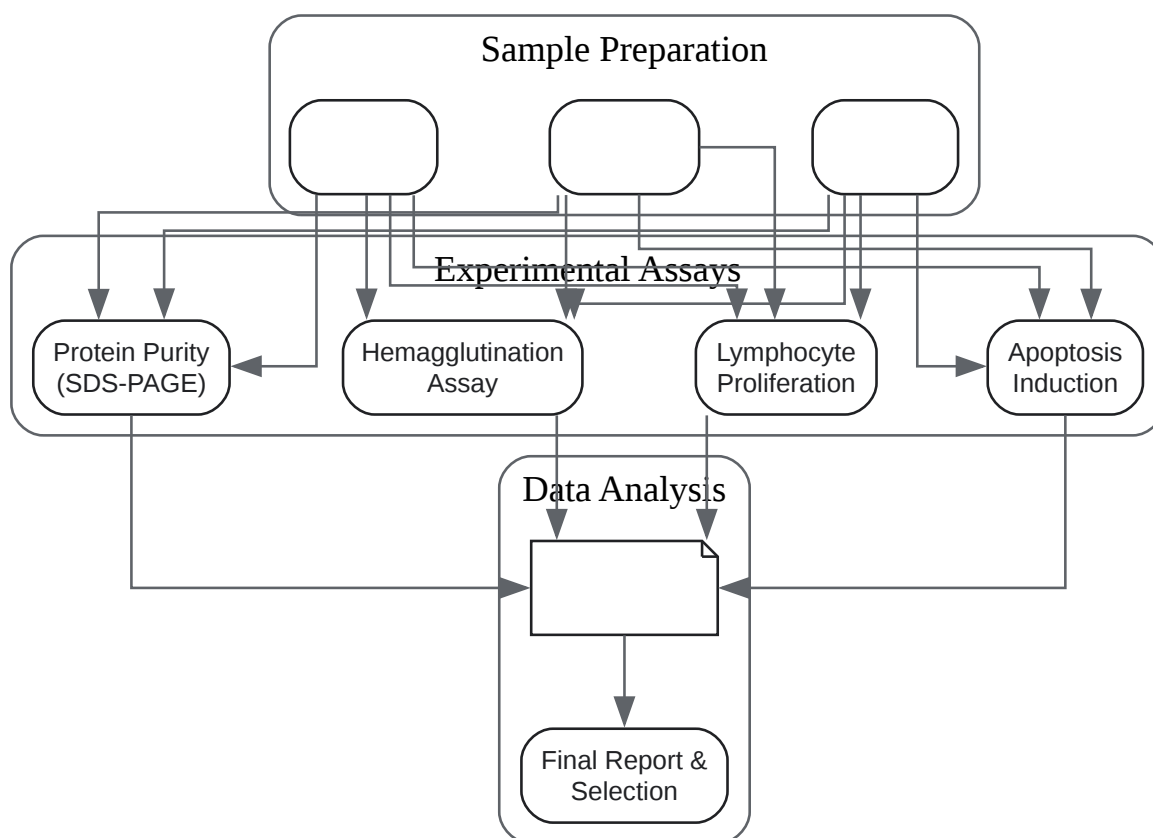 Sample Preparation
Experimental Assays
Protein Purity
(SDS-PAGE)
Hemagglutination
Assay
Lymphocyte
Proliferation
Apoptosis
Induction
Data Analysis
Final Report &
Selection